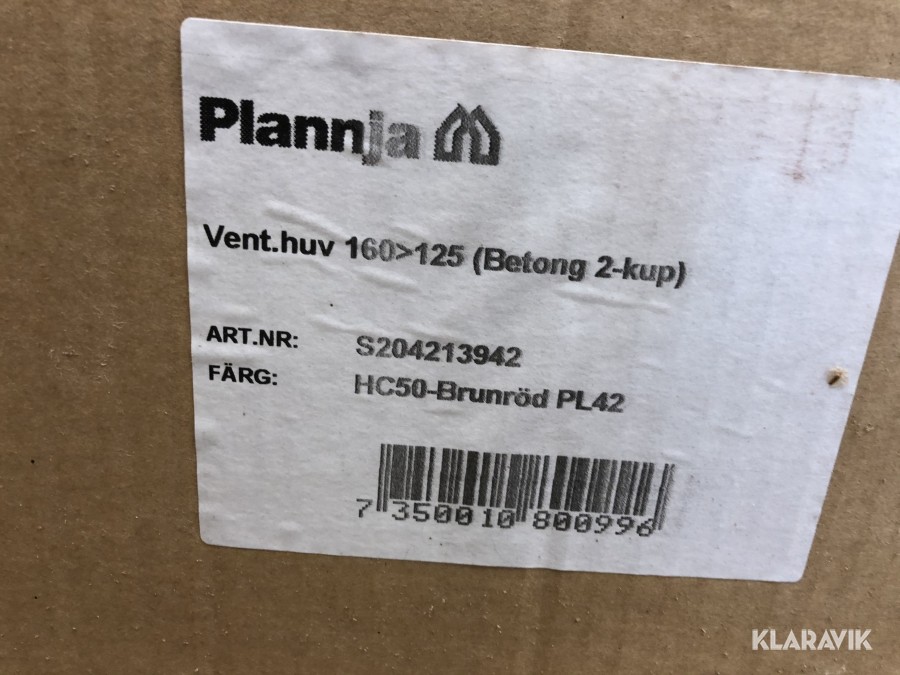 Plannja
Vent.huv 160>125 (Betong 2-kup)
ART.NR: S204213942
FÄRG: HC50-Brunröd PL42
7 350010 800996
KLARAVIK